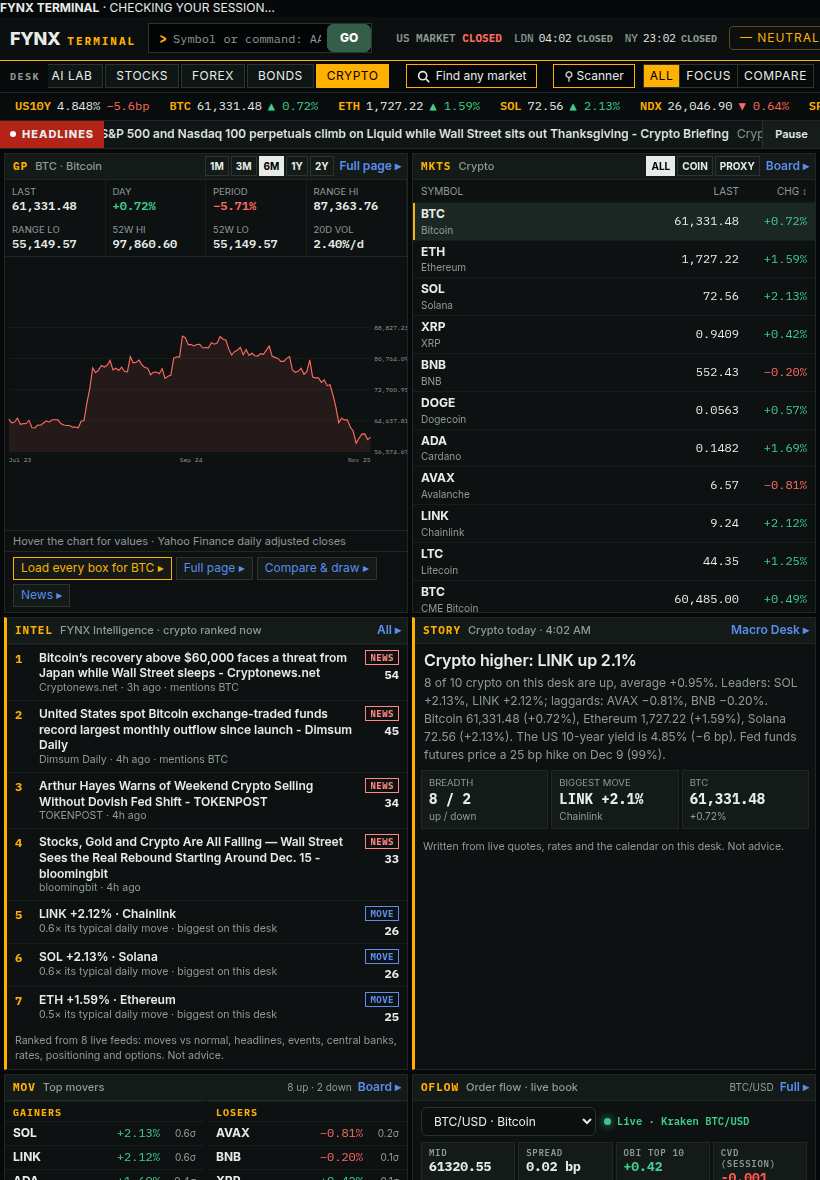 FYNX TERMINAL · CHECKING YOUR SESSION...
FYNX TERMINAL > Symbol or command: GO US MARKET CLOSED LDN 04:02 CLOSED NY 23:02 CLOSED — NEUTRAL
DESK AI LAB STOCKS FOREX BONDS CRYPTO Find any market Scanner ALL FOCUS COMPARE
US10Y 4.848% −5.6bp BTC 61,331.48 ▲ 0.72% ETH 1,727.22 ▲ 1.59% SOL 72.56 ▲ 2.13% NDX 26,046.90 ▼ 0.64%
HEADLINES S&P 500 and Nasdaq 100 perpetuals climb on Liquid while Wall Street sits out Thanksgiving - Crypto Briefing Pause
GP BTC · Bitcoin 1M 3M 6M 1Y 2Y Full page ▸
LAST DAY PERIOD RANGE HI
61,331.48 +0.72% −5.71% 87,363.76
RANGE LO 52W HI 52W LO 20D VOL
55,149.57 97,860.60 55,149.57 2.40%/d
Jul 23 Sep 24 Nov 25
Hover the chart for values · Yahoo Finance daily adjusted closes
Load every box for BTC ▸ Full page ▸ Compare & draw ▸
News ▸
MKTS Crypto ALL COIN PROXY Board ▸
SYMBOL LAST CHG ↕
BTC 61,331.48 +0.72%
Bitcoin
ETH 1,727.22 +1.59%
Ethereum
SOL 72.56 +2.13%
Solana
XRP 0.9409 +0.42%
XRP
BNB 552.43 −0.20%
BNB
DOGE 0.0563 +0.57%
Dogecoin
ADA 0.1482 +1.69%
Cardano
AVAX 6.57 −0.81%
Avalanche
LINK 9.24 +2.12%
Chainlink
LTC 44.35 +1.25%
Litecoin
BTC 60,485.00 +0.49%
CME Bitcoin
INTEL FYNX Intelligence · crypto ranked now All ▸
1 Bitcoin's recovery above $60,000 faces a threat from NEWS
Japan while Wall Street sleeps - Cryptonews.net 54
Cryptonews.net · 3h ago · mentions BTC
2 United States spot Bitcoin exchange-traded funds NEWS
record largest monthly outflow since launch - Dimsum 45
Daily
Dimsum Daily · 4h ago · mentions BTC
3 Arthur Hayes Warns of Weekend Crypto Selling NEWS
Without Dovish Fed Shift - TOKENPOST 34
TOKENPOST · 4h ago
4 Stocks, Gold and Crypto Are All Falling — Wall Street NEWS
Sees the Real Rebound Starting Around Dec. 15 - 33
bloomingbit
bloomingbit · 4h ago
5 LINK +2.12% · Chainlink MOVE
0.6× its typical daily move · biggest on this desk 26
6 SOL +2.13% · Solana MOVE
0.6× its typical daily move · biggest on this desk 26
7 ETH +1.59% · Ethereum MOVE
0.5× its typical daily move · biggest on this desk 25
Ranked from 8 live feeds: moves vs normal, headlines, events, central banks,
rates, positioning and options. Not advice.
STORY Crypto today · 4:02 AM Macro Desk ▸
Crypto higher: LINK up 2.1%
8 of 10 crypto on this desk are up, average +0.95%. Leaders: SOL
+2.13%, LINK +2.12%; laggards: AVAX −0.81%, BNB −0.20%.
Bitcoin 61,331.48 (+0.72%), Ethereum 1,727.22 (+1.59%), Solana
72.56 (+2.13%). The US 10-year yield is 4.85% (−6 bp). Fed funds
futures price a 25 bp hike on Dec 9 (99%).
BREADTH BIGGEST MOVE BTC
8 / 2 LINK +2.1% 61,331.48
up / down Chainlink +0.72%
Written from live quotes, rates and the calendar on this desk. Not advice.
MOV Top movers 8 up · 2 down Board ▸
GAINERS LOSERS
SOL +2.13% 0.6σ AVAX −0.81% 0.2σ
LINK +2.12% 0.6σ BNB −0.20% 0.1σ
OFLOW Order flow · live book BTC/USD Full ▸
BTC/USD · Bitcoin Live · Kraken BTC/USD
MID SPREAD OBI TOP 10 CVD (SESSION)
61320.55 0.02 bp +0.42 −0.001